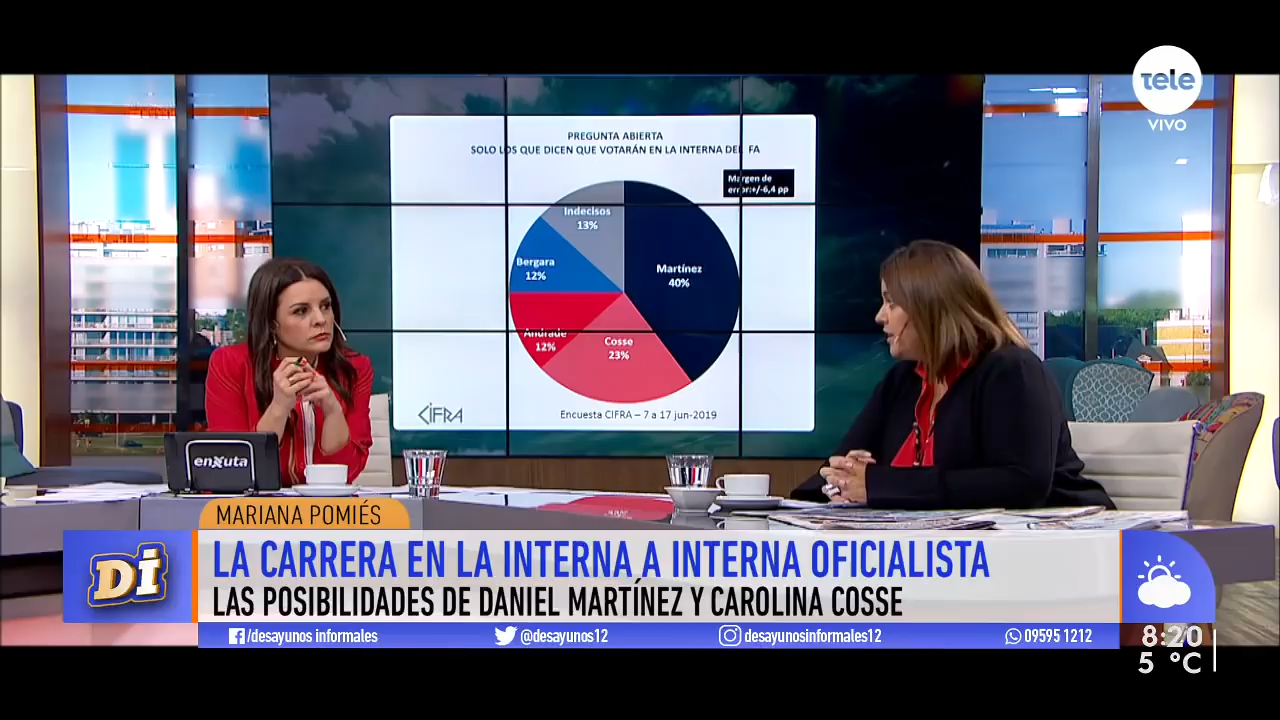 tele
VIVO
PREGUNTA ABIERTA
SOLO LOS QUE DICEN QUE VOTARÁN EN LA INTERNA DEL FA
Margen de
error:+/-6,4 pp
Indecisos
13%
Martínez
40%
Bergara
12%
Andrade
12%
Cosse
23%
CIFRA
Encuesta CIFRA – 7 a 17 jun-2019
enxuta
MARIANA POMIÉS
Di
LA CARRERA EN LA INTERNA A INTERNA OFICIALISTA
LAS POSIBILIDADES DE DANIEL MARTÍNEZ Y CAROLINA COSSE
/desayunos informales
@desayunos12
desayunosinformales12
09595 1212
8:20
5 °C